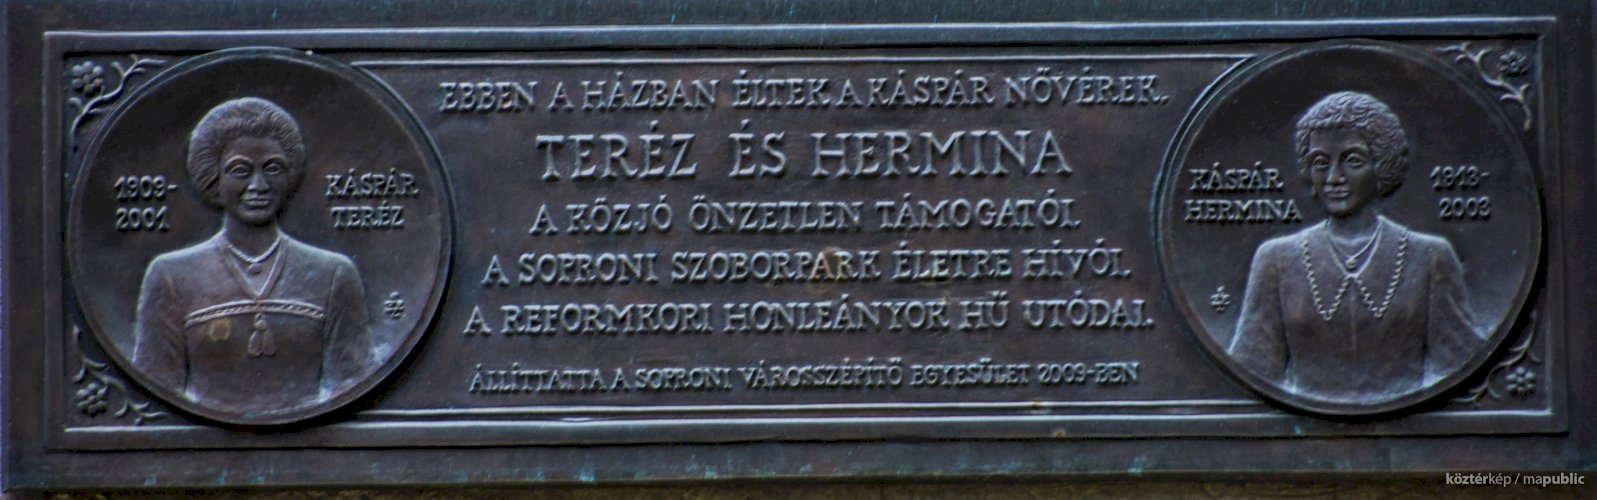 EBBEN A HÁZBAN ÉLTEK A KÁSPÁR NŐVÉREK,
TERÉZ ÉS HERMINA
A KÖZJÓ ÖNZETLEN TÁMOGATÓI,
A SOPRONI SZOBORPARK ÉLETRE HÍVÓI,
A REFORMKORI HONLEÁNYOK HŰ UTÓDAI.
ÁLLÍTTATTA A SOPRONI VÁROSSZÉPÍTŐ EGYESÜLET 2009-BEN
1909-
2001
KÁSPÁR
TERÉZ
KÁSPÁR
HERMINA
1913-
2003
köztérkép / mapublic